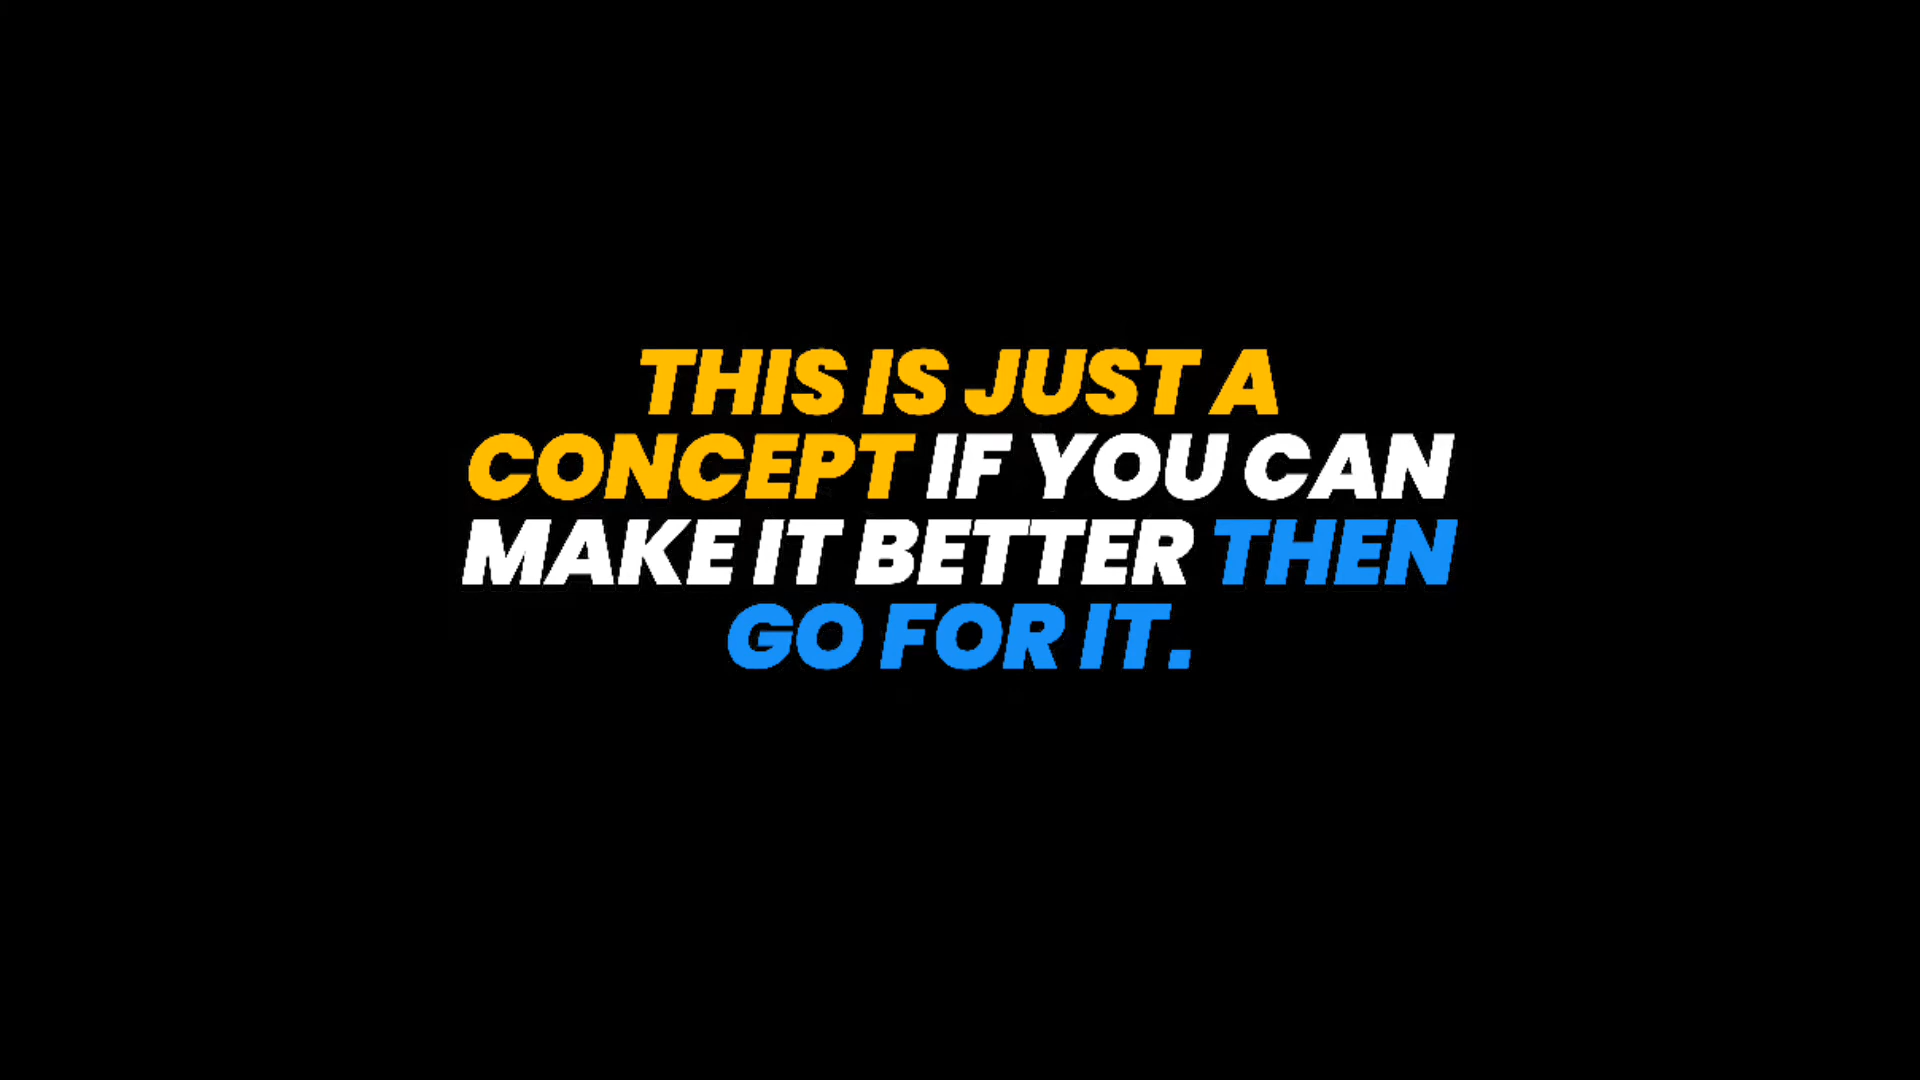 THIS IS JUST A
CONCEPT IF YOU CAN
MAKE IT BETTER THEN
GO FOR IT.